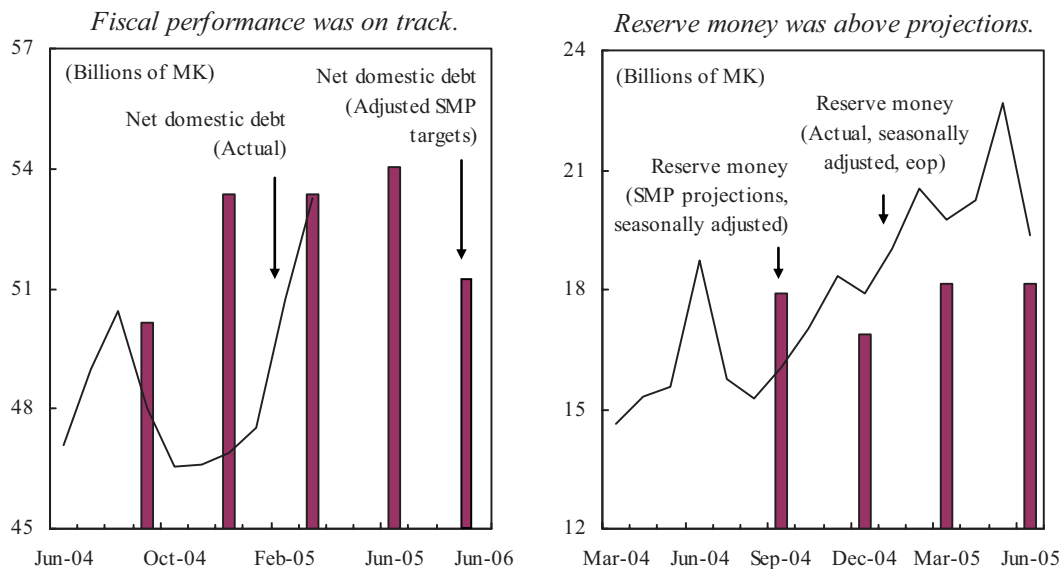 Fiscal performance was on track.
57
54
51
48
45
(Billions of MK)
Net domestic debt
(Actual)
Net domestic debt
(Adjusted SMP
targets)
Jun-04 Oct-04 Feb-05 Jun-05 Jun-06
Reserve money was above projections.
24
21
18
15
12
(Billions of MK)
Reserve money
(SMP projections,
seasonally adjusted)
Reserve money
(Actual, seasonally
adjusted, eop)
Mar-04 Jun-04 Sep-04 Dec-04 Mar-05 Jun-05